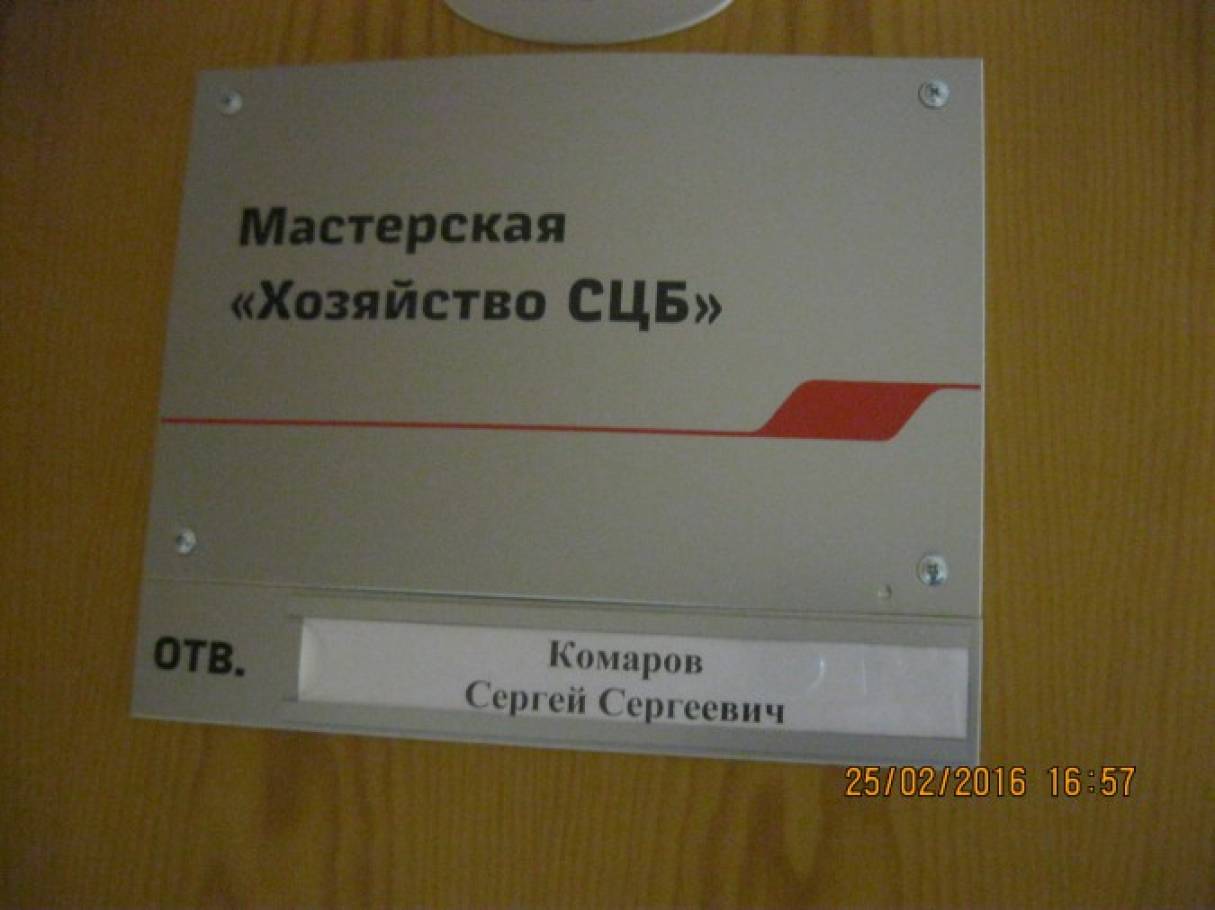 Мастерская
«Хозяйство СЦБ»
ОТВ.
Комаров
Сергей Сергеевич
25/02/2016 16:57